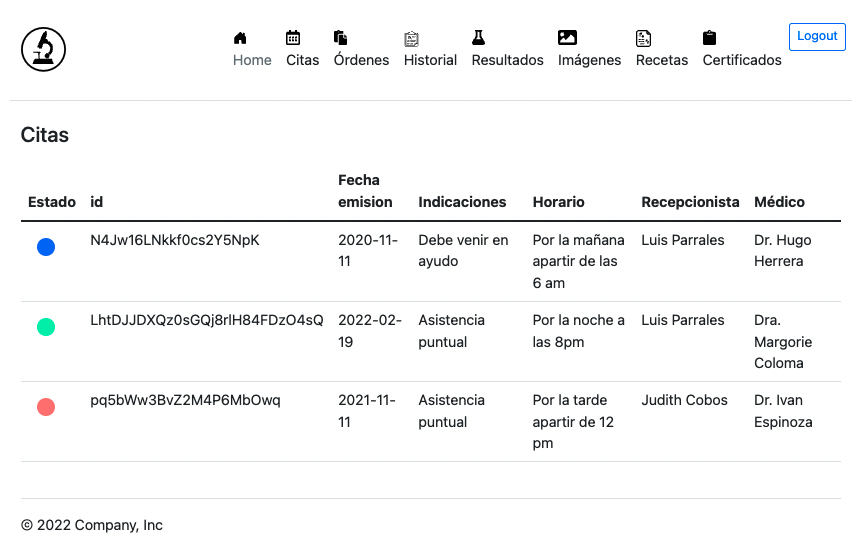 Home Citas Órdenes Historial Resultados Imágenes Recetas Certificados Logout
Citas
Estado id Fecha emision Indicaciones Horario Recepcionista Médico
N4Jw16LNkkf0cs2Y5NpK 2020-11- Debe venir en Por la mañana Luis Parrales Dr. Hugo
11 ayudo apartir de las Herrera
6 am
LhtDJJDXQz0sGQj8rlH84FDzO4sQ 2022-02- Asistencia Por la noche a Luis Parrales Dra.
19 puntual las 8pm Margorie
Coloma
pq5bWw3BvZ2M4P6MbOwq 2021-11- Asistencia Por la tarde Judith Cobos Dr. Ivan
11 puntual apartir de 12 Espinoza
pm
© 2022 Company, Inc